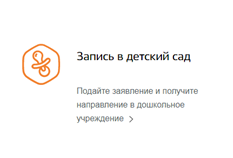 Запись в детский сад
Подайте заявление и получите
направление в дошкольное
учреждение